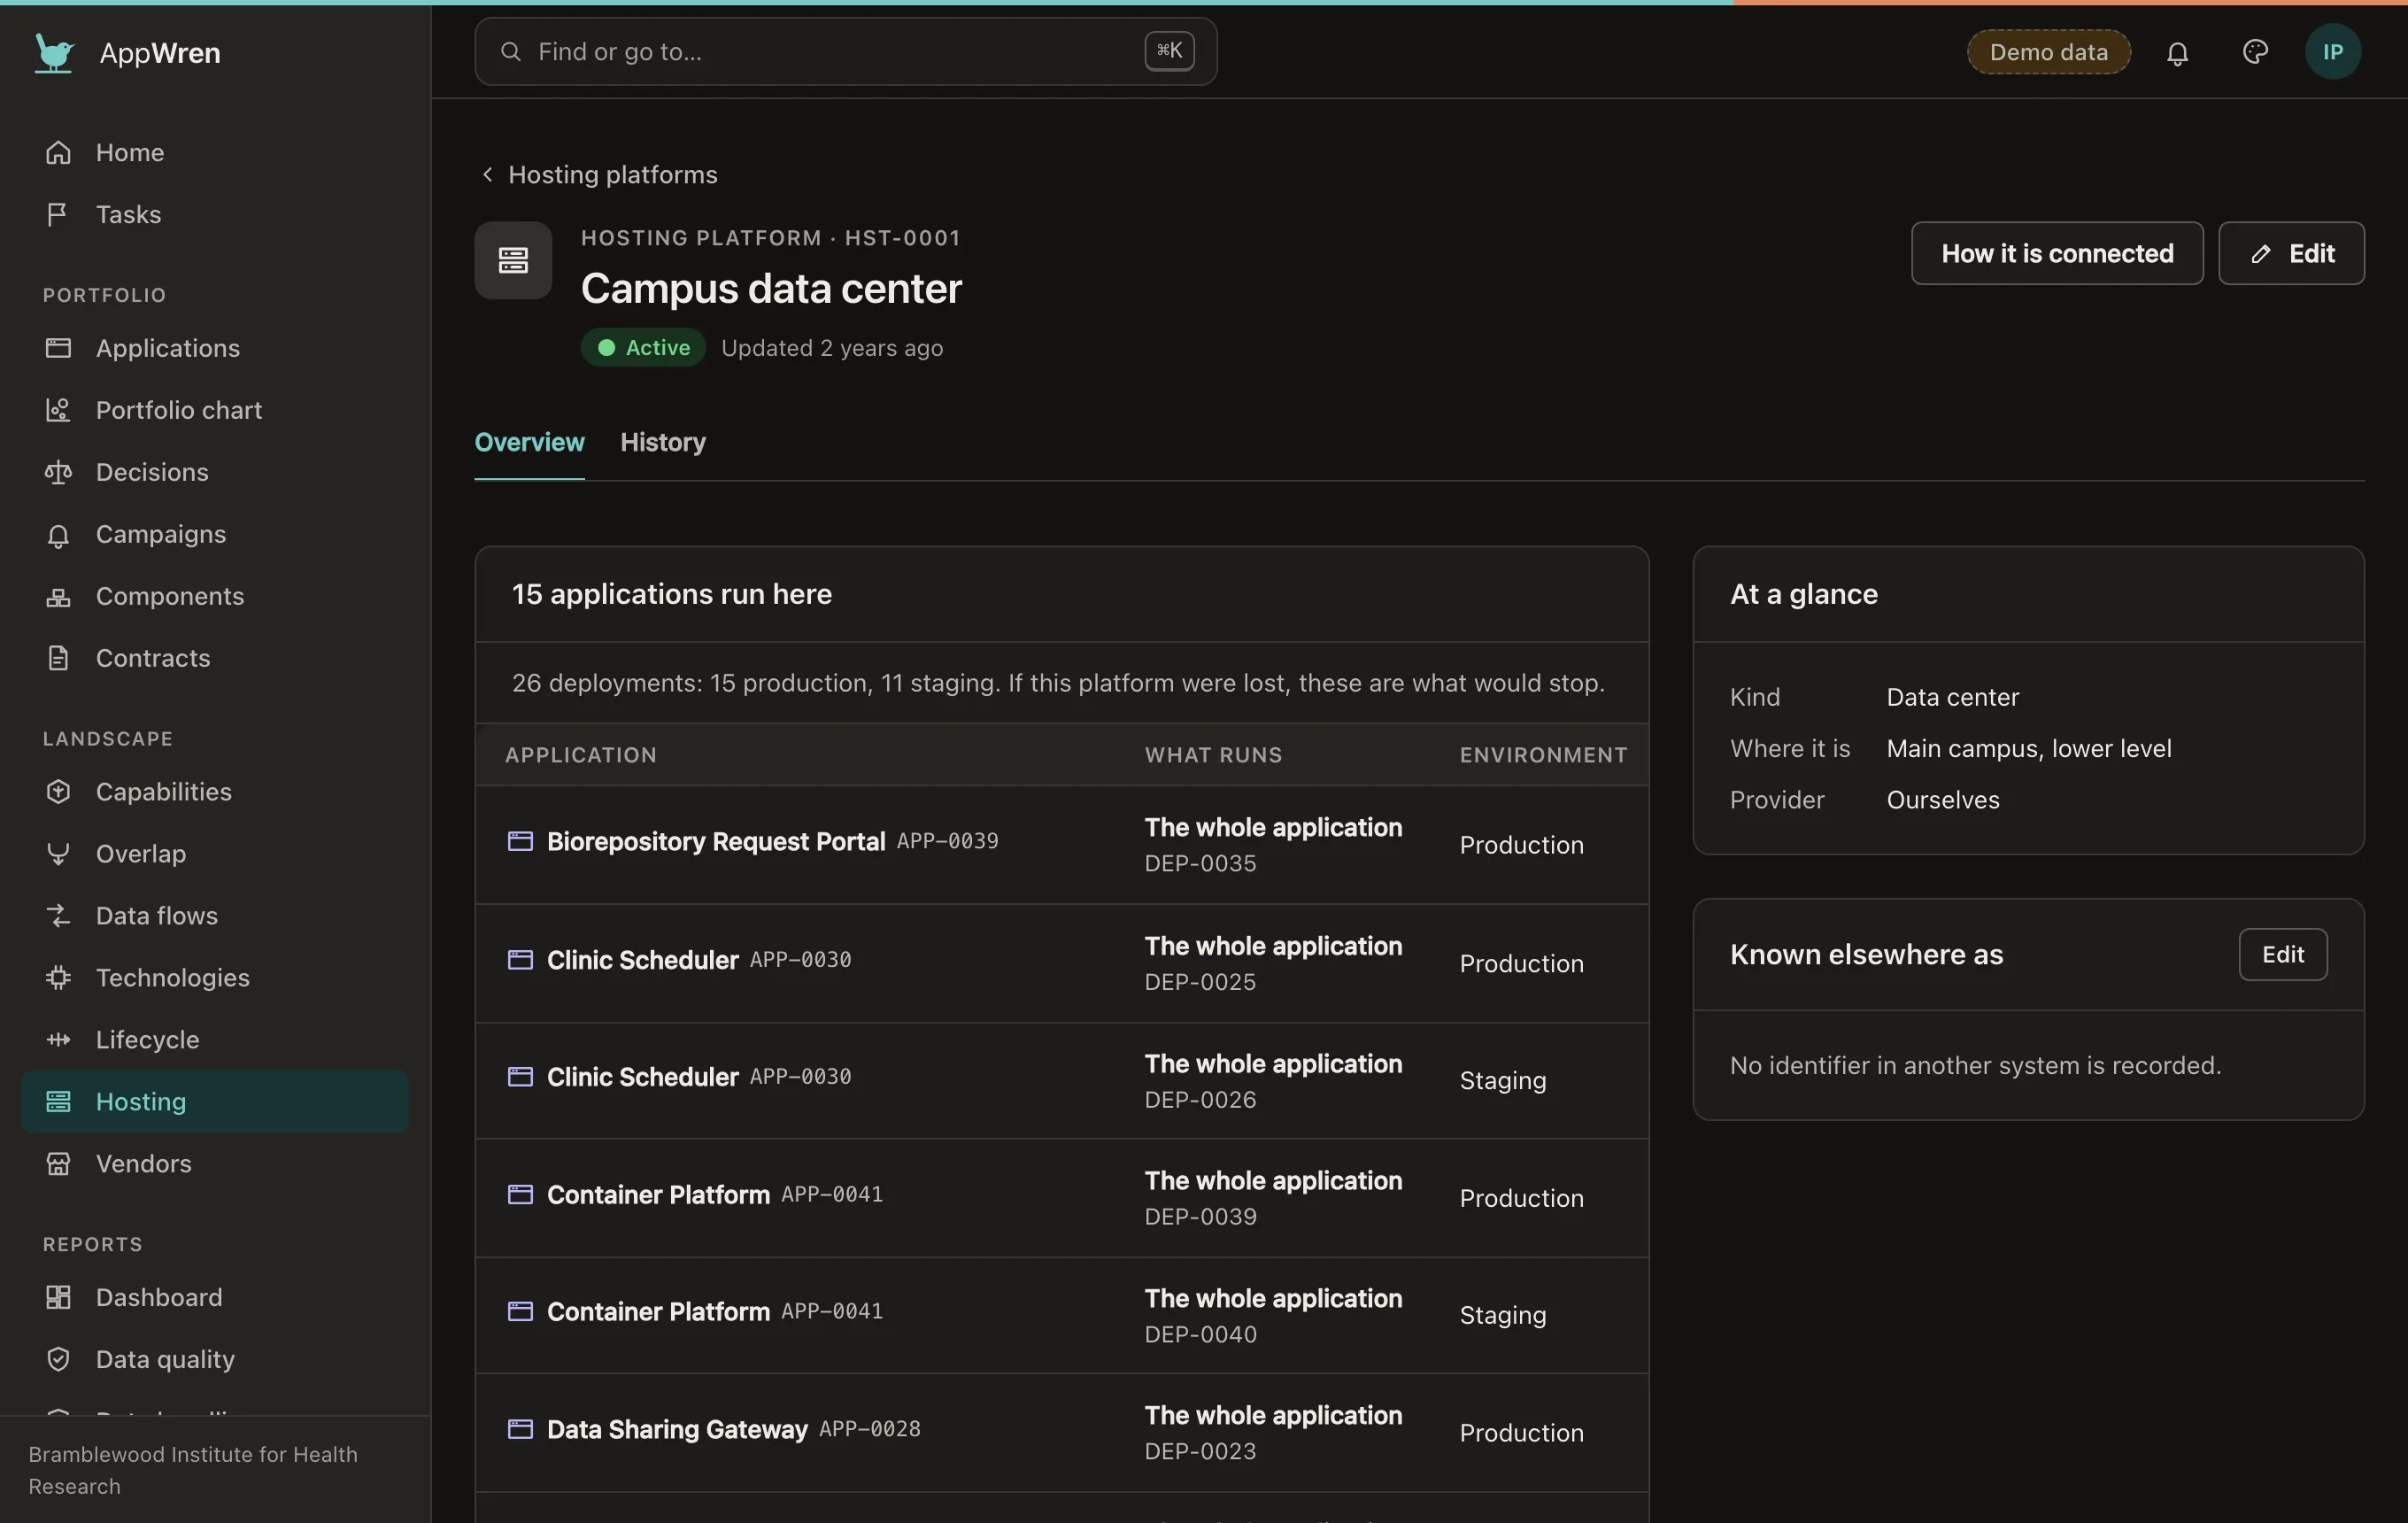 AppWren
Find or go to...
⌘K
Demo data
IP
Home
Tasks
PORTFOLIO
Applications
Portfolio chart
Decisions
Campaigns
Components
Contracts
LANDSCAPE
Capabilities
Overlap
Data flows
Technologies
Lifecycle
Hosting
Vendors
REPORTS
Dashboard
Data quality
Bramblewood Institute for Health
Research
Hosting platforms
HOSTING PLATFORM · HST-0001
Campus data center
Active
Updated 2 years ago
How it is connected
Edit
Overview
History
15 applications run here
26 deployments: 15 production, 11 staging. If this platform were lost, these are what would stop.
APPLICATION WHAT RUNS ENVIRONMENT
Biorepository Request Portal APP-0039 The whole application Production
DEP-0035
Clinic Scheduler APP-0030 The whole application Production
DEP-0025
Clinic Scheduler APP-0030 The whole application Staging
DEP-0026
Container Platform APP-0041 The whole application Production
DEP-0039
Container Platform APP-0041 The whole application Staging
DEP-0040
Data Sharing Gateway APP-0028 The whole application Production
DEP-0023
At a glance
Kind Data center
Where it is Main campus, lower level
Provider Ourselves
Known elsewhere as
Edit
No identifier in another system is recorded.